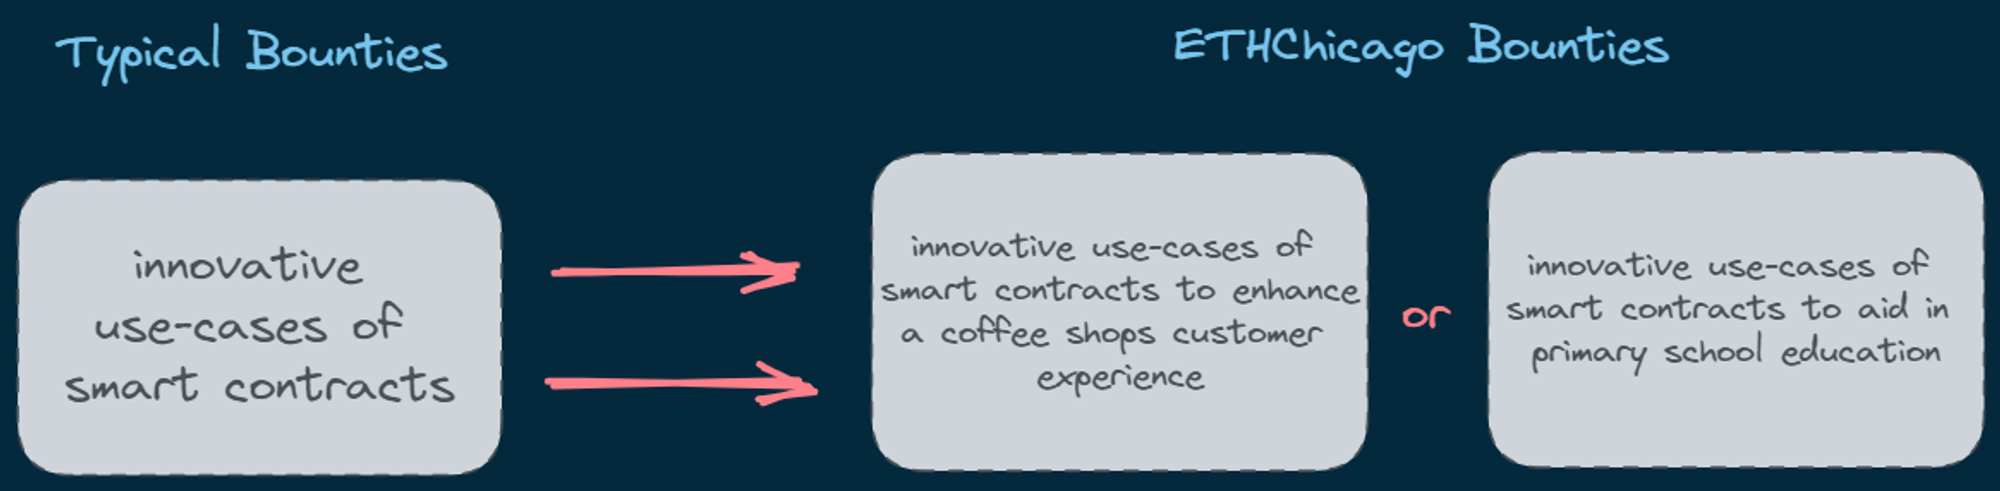 Typical Bounties
ETHChicago Bounties
innovative
use-cases of
smart contracts
innovative use-cases of
smart contracts to enhance
a coffee shops customer
experience
or
innovative use-cases of
smart contracts to aid in
primary school education